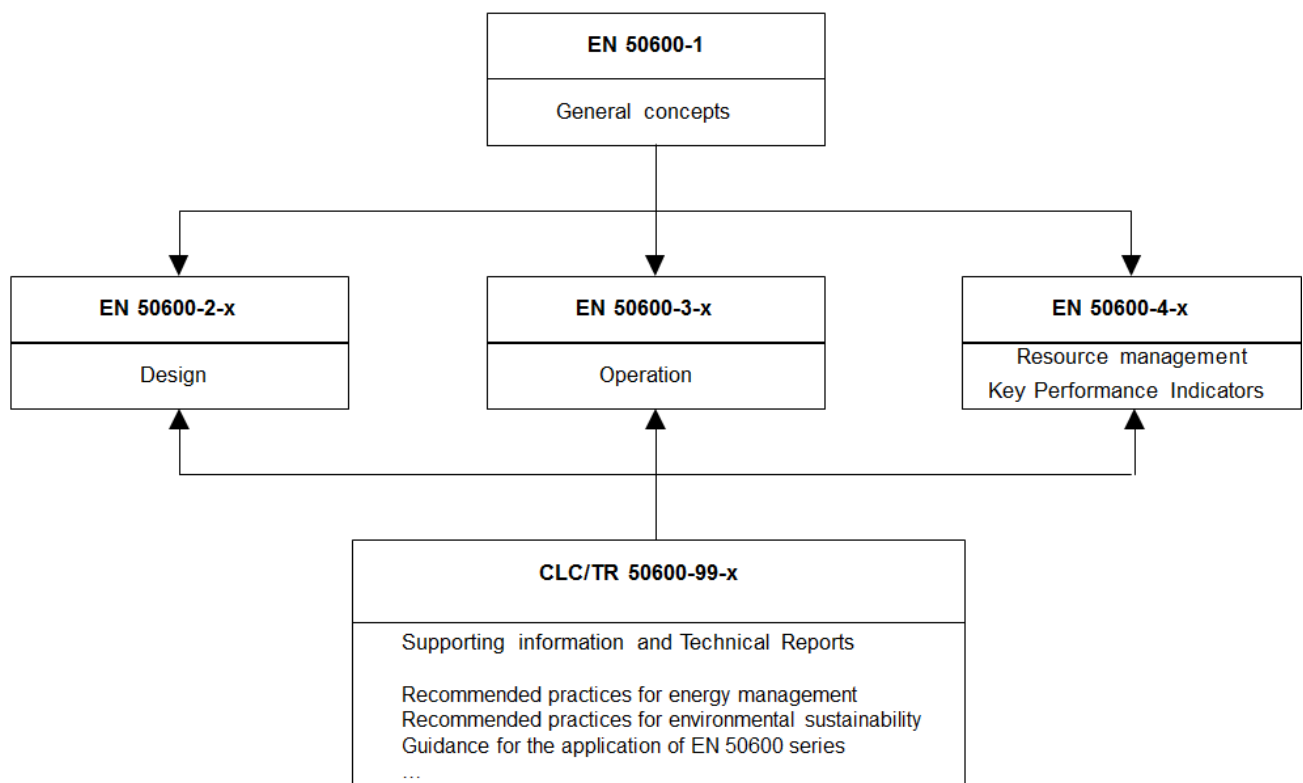 EN 50600-1
General concepts
EN 50600-2-x
EN 50600-3-x
EN 50600-4-x
Design
Operation
Resource management
Key Performance Indicators
CLC/TR 50600-99-x
Supporting information and Technical Reports
Recommended practices for energy management
Recommended practices for environmental sustainability
Guidance for the application of EN 50600 series
...